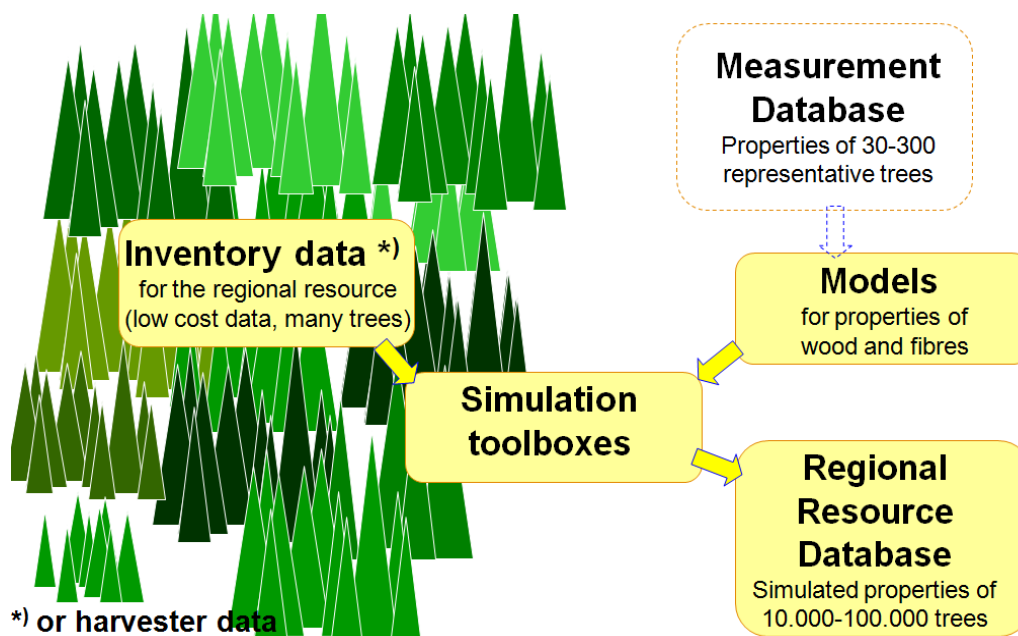 Measurement
Database
Properties of 30-300
representative trees
Inventory data *)
for the regional resource
(low cost data, many trees)
Models
for properties of
wood and fibres
Simulation
toolboxes
Regional
Resource
Database
Simulated properties of
10.000-100.000 trees
*) or harvester data